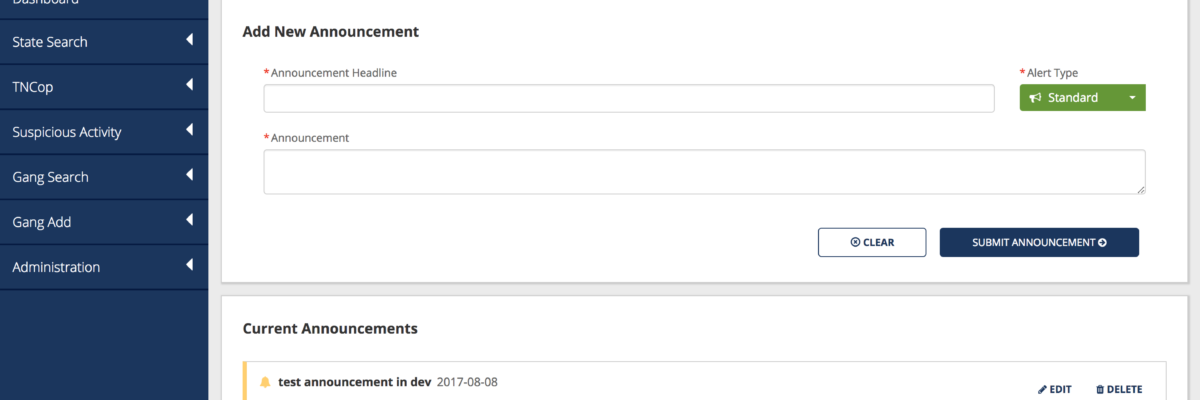 Dashboard
State Search
TNCop
Suspicious Activity
Gang Search
Gang Add
Administration
Add New Announcement
*Announcement Headline
*Alert Type
Standard
*Announcement
CLEAR
SUBMIT ANNOUNCEMENT
Current Announcements
test announcement in dev 2017-08-08
EDIT
DELETE